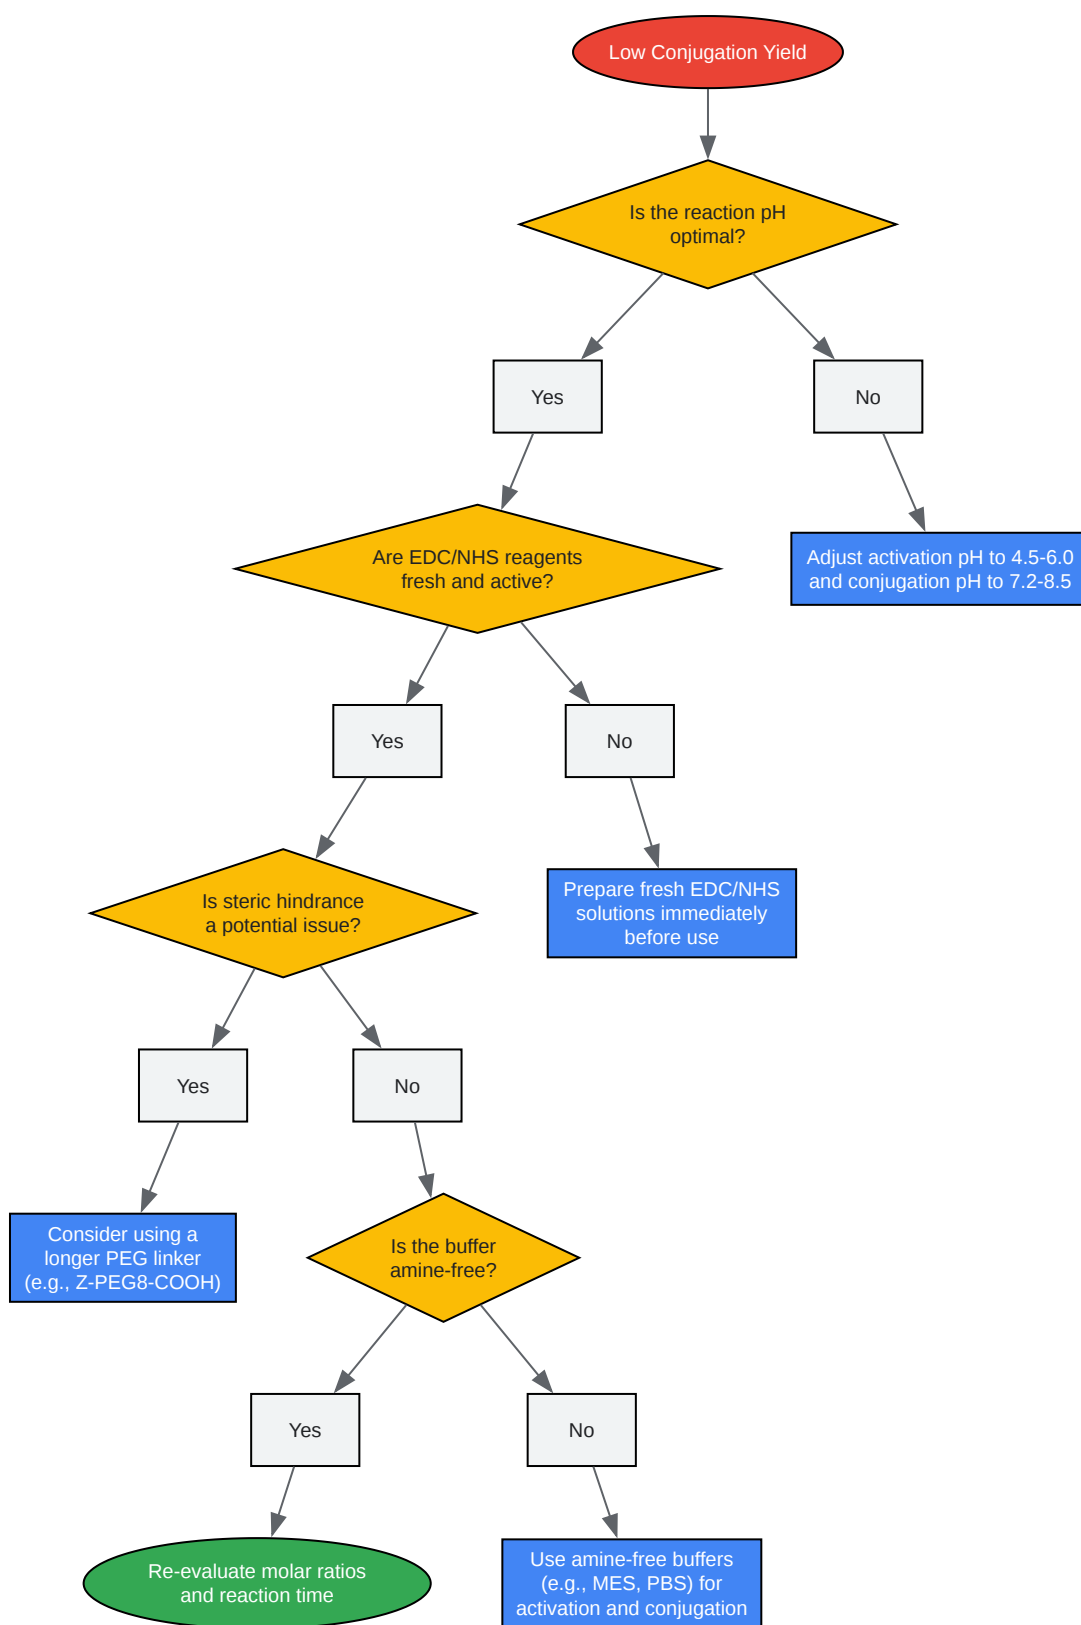 Low Conjugation Yield
Is the reaction pH
optimal?
Yes
No
Are EDC/NHS reagents
fresh and active?
Adjust activation pH to 4.5-6.0
and conjugation pH to 7.2-8.5
Yes
No
Is steric hindrance
a potential issue?
Prepare fresh EDC/NHS
solutions immediately
before use
Yes
No
Consider using a
longer PEG linker
(e.g., Z-PEG8-COOH)
Is the buffer
amine-free?
Yes
No
Re-evaluate molar ratios
and reaction time
Use amine-free buffers
(e.g., MES, PBS) for
activation and conjugation